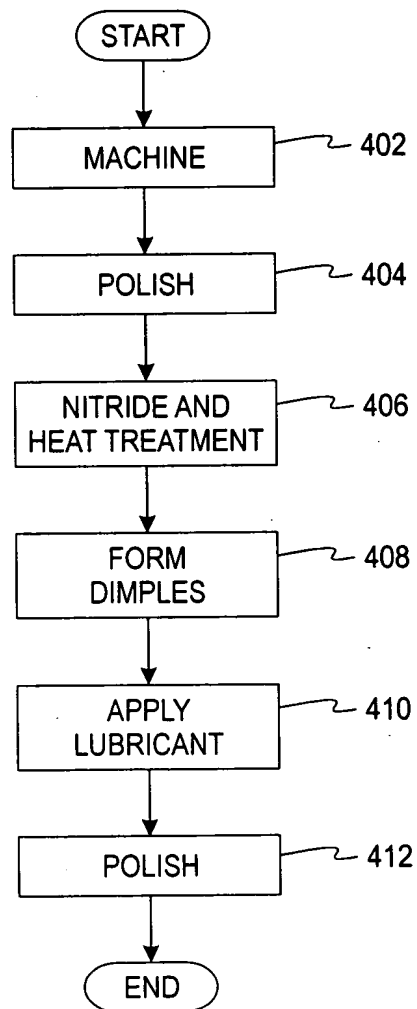 START
MACHINE
402
POLISH
404
NITRIDE AND
HEAT TREATMENT
406
FORM
DIMPLES
408
APPLY
LUBRICANT
410
POLISH
412
END